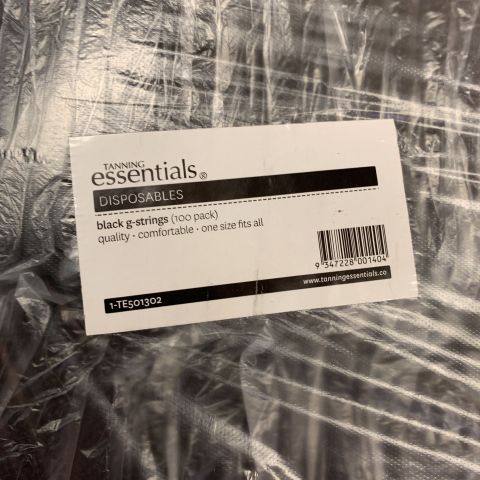 TANNING
essentials®
DISPOSABLES
black g-strings (100 pack)
quality · comfortable · one size fits all
9 347228 001404
www.tanningessentials.co
1-TE501302